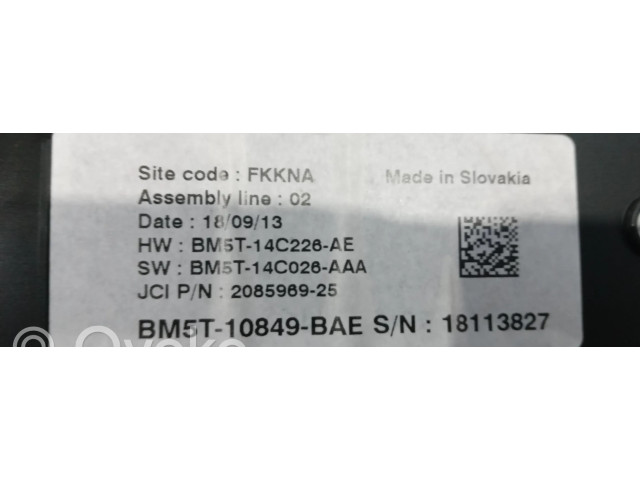 Site code : FKKNA
Made in Slovakia
Assembly line : 02
Date : 18/09/13
HW : BM5T-14C226-AE
SW : BM5T-14C026-AAA
JCI P/N : 2085969-25
BM5T-10849-BAE S/N : 18113827
OVOKO